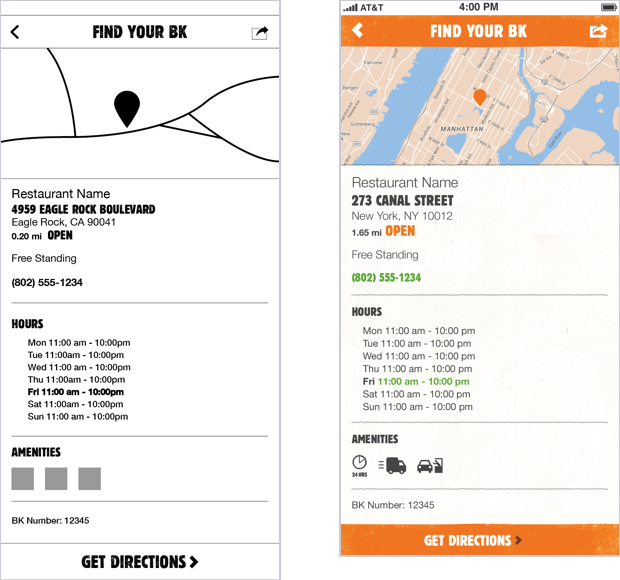 FIND YOUR BK
Restaurant Name
4959 EAGLE ROCK BOULEVARD
Eagle Rock, CA 90041
0.20 mi OPEN
Free Standing
(802) 555-1234
HOURS
Mon 11:00 am - 10:00pm
Tue 11:00am - 10:00pm
Wed 11:00 am - 10:00pm
Thu 11:00am - 10:00pm
Fri 11:00 am - 10:00pm
Sat 11:00am - 10:00pm
Sun 11:00 am - 10:00pm
AMENITIES
BK Number: 12345
GET DIRECTIONS
AT&T 4:00 PM
FIND YOUR BK
Fairview
Guttenberg
MANHATTAN
Restaurant Name
273 CANAL STREET
New York, NY 10012
1.65 mi OPEN
Free Standing
(802) 555-1234
HOURS
Mon 11:00 am - 10:00 pm
Tue 11:00 am - 10:00 pm
Wed 11:00 am - 10:00 pm
Thu 11:00 am - 10:00 pm
Fri 11:00 am - 10:00 pm
Sat 11:00 am - 10:00 pm
Sun 11:00 am - 10:00 pm
AMENITIES
24 HRS
BK Number: 12345
GET DIRECTIONS